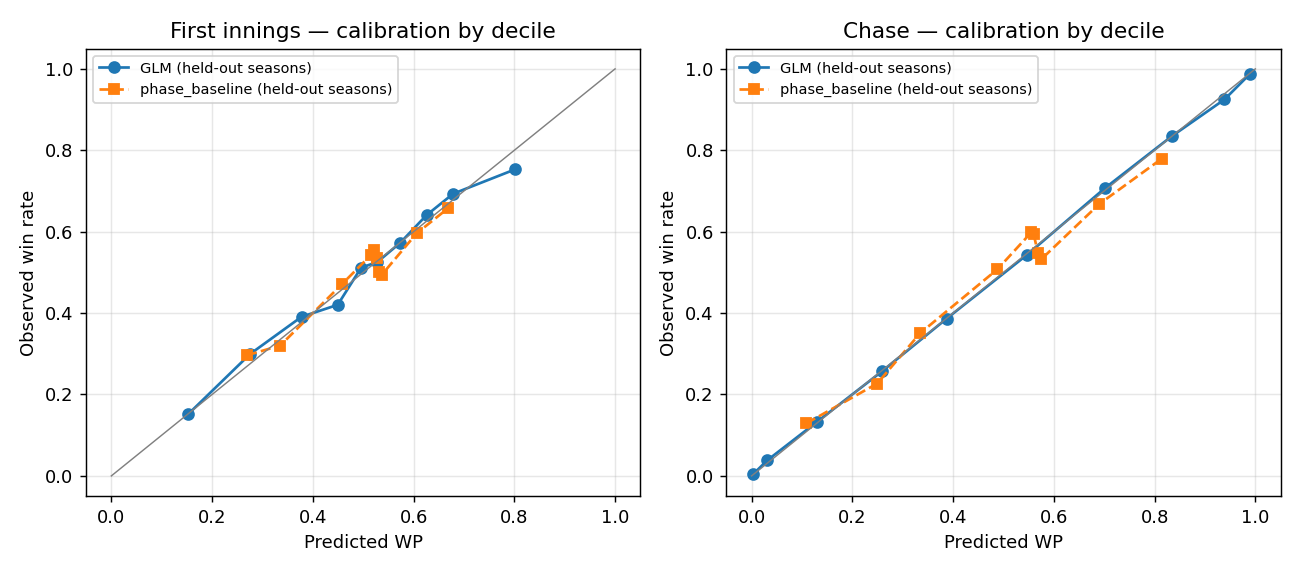 First innings — calibration by decile
GLM (held-out seasons)
phase_baseline (held-out seasons)
Observed win rate
1.0
0.8
0.6
0.4
0.2
0.0
0.0 0.2 0.4 0.6 0.8 1.0
Predicted WP
Chase — calibration by decile
GLM (held-out seasons)
phase_baseline (held-out seasons)
Observed win rate
1.0
0.8
0.6
0.4
0.2
0.0
0.0 0.2 0.4 0.6 0.8 1.0
Predicted WP